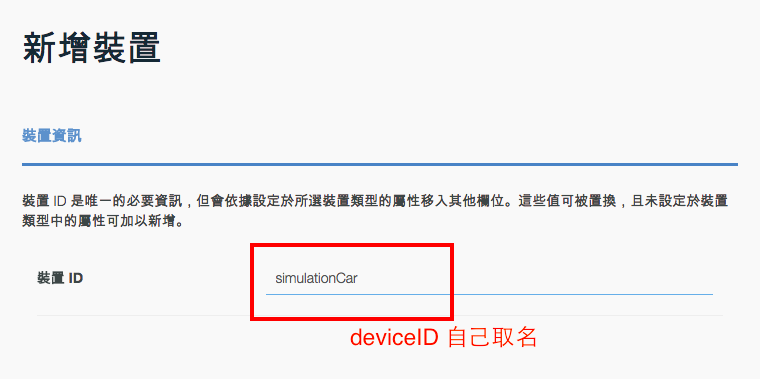 新增裝置
裝置資訊
裝置 ID 是唯一的必要資訊，但會依據設定於所選裝置類型的屬性移入其他欄位。這些值可被置換，且未設定於裝置
類型中的屬性可加以新增。
裝置 ID
simulationCar
deviceID 自己取名